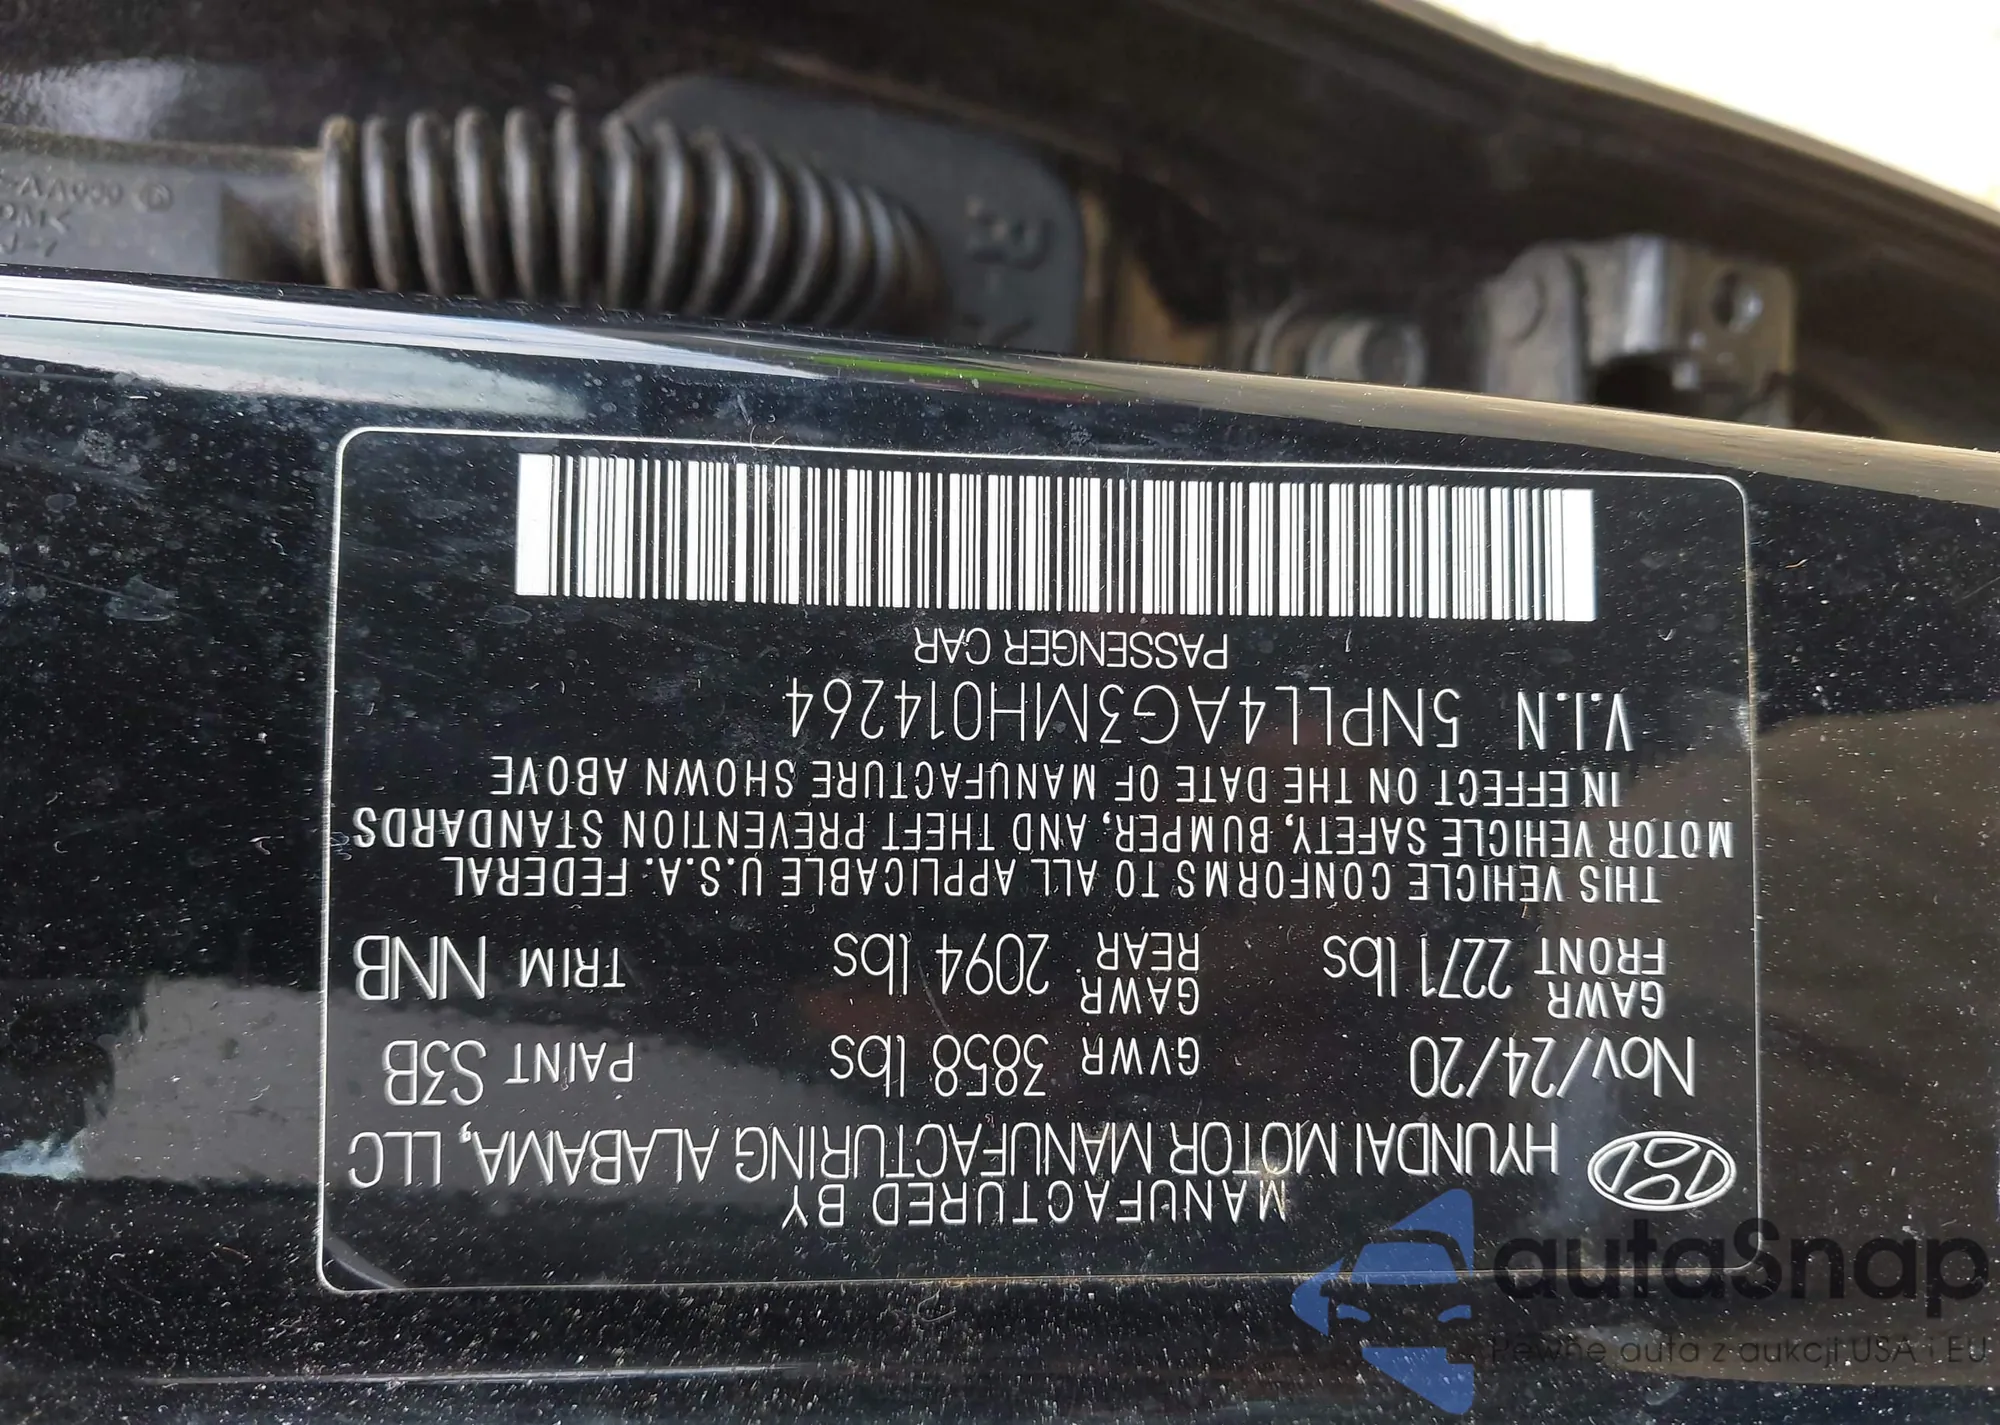 MANUFACTURED BY
HYUNDAI MOTOR MANUFACTURING ALABAMA, LLC
Nov/24/20 GVWR 3858 lbs PAINT S3B
GAWR FRONT 2271 lbs GAWR REAR 2094 lbs TRIM NNB
THIS VEHICLE CONFORMS TO ALL APPLICABLE U.S.A. FEDERAL
MOTOR VEHICLE SAFETY, BUMPER, AND THEFT PREVENTION STANDARDS
IN EFFECT ON THE DATE OF MANUFACTURE SHOWN ABOVE
V.I.N 5NPLL4AG3MH014264
PASSENGER CAR
autaSnap
Pewne auta z aukcji USA i EU